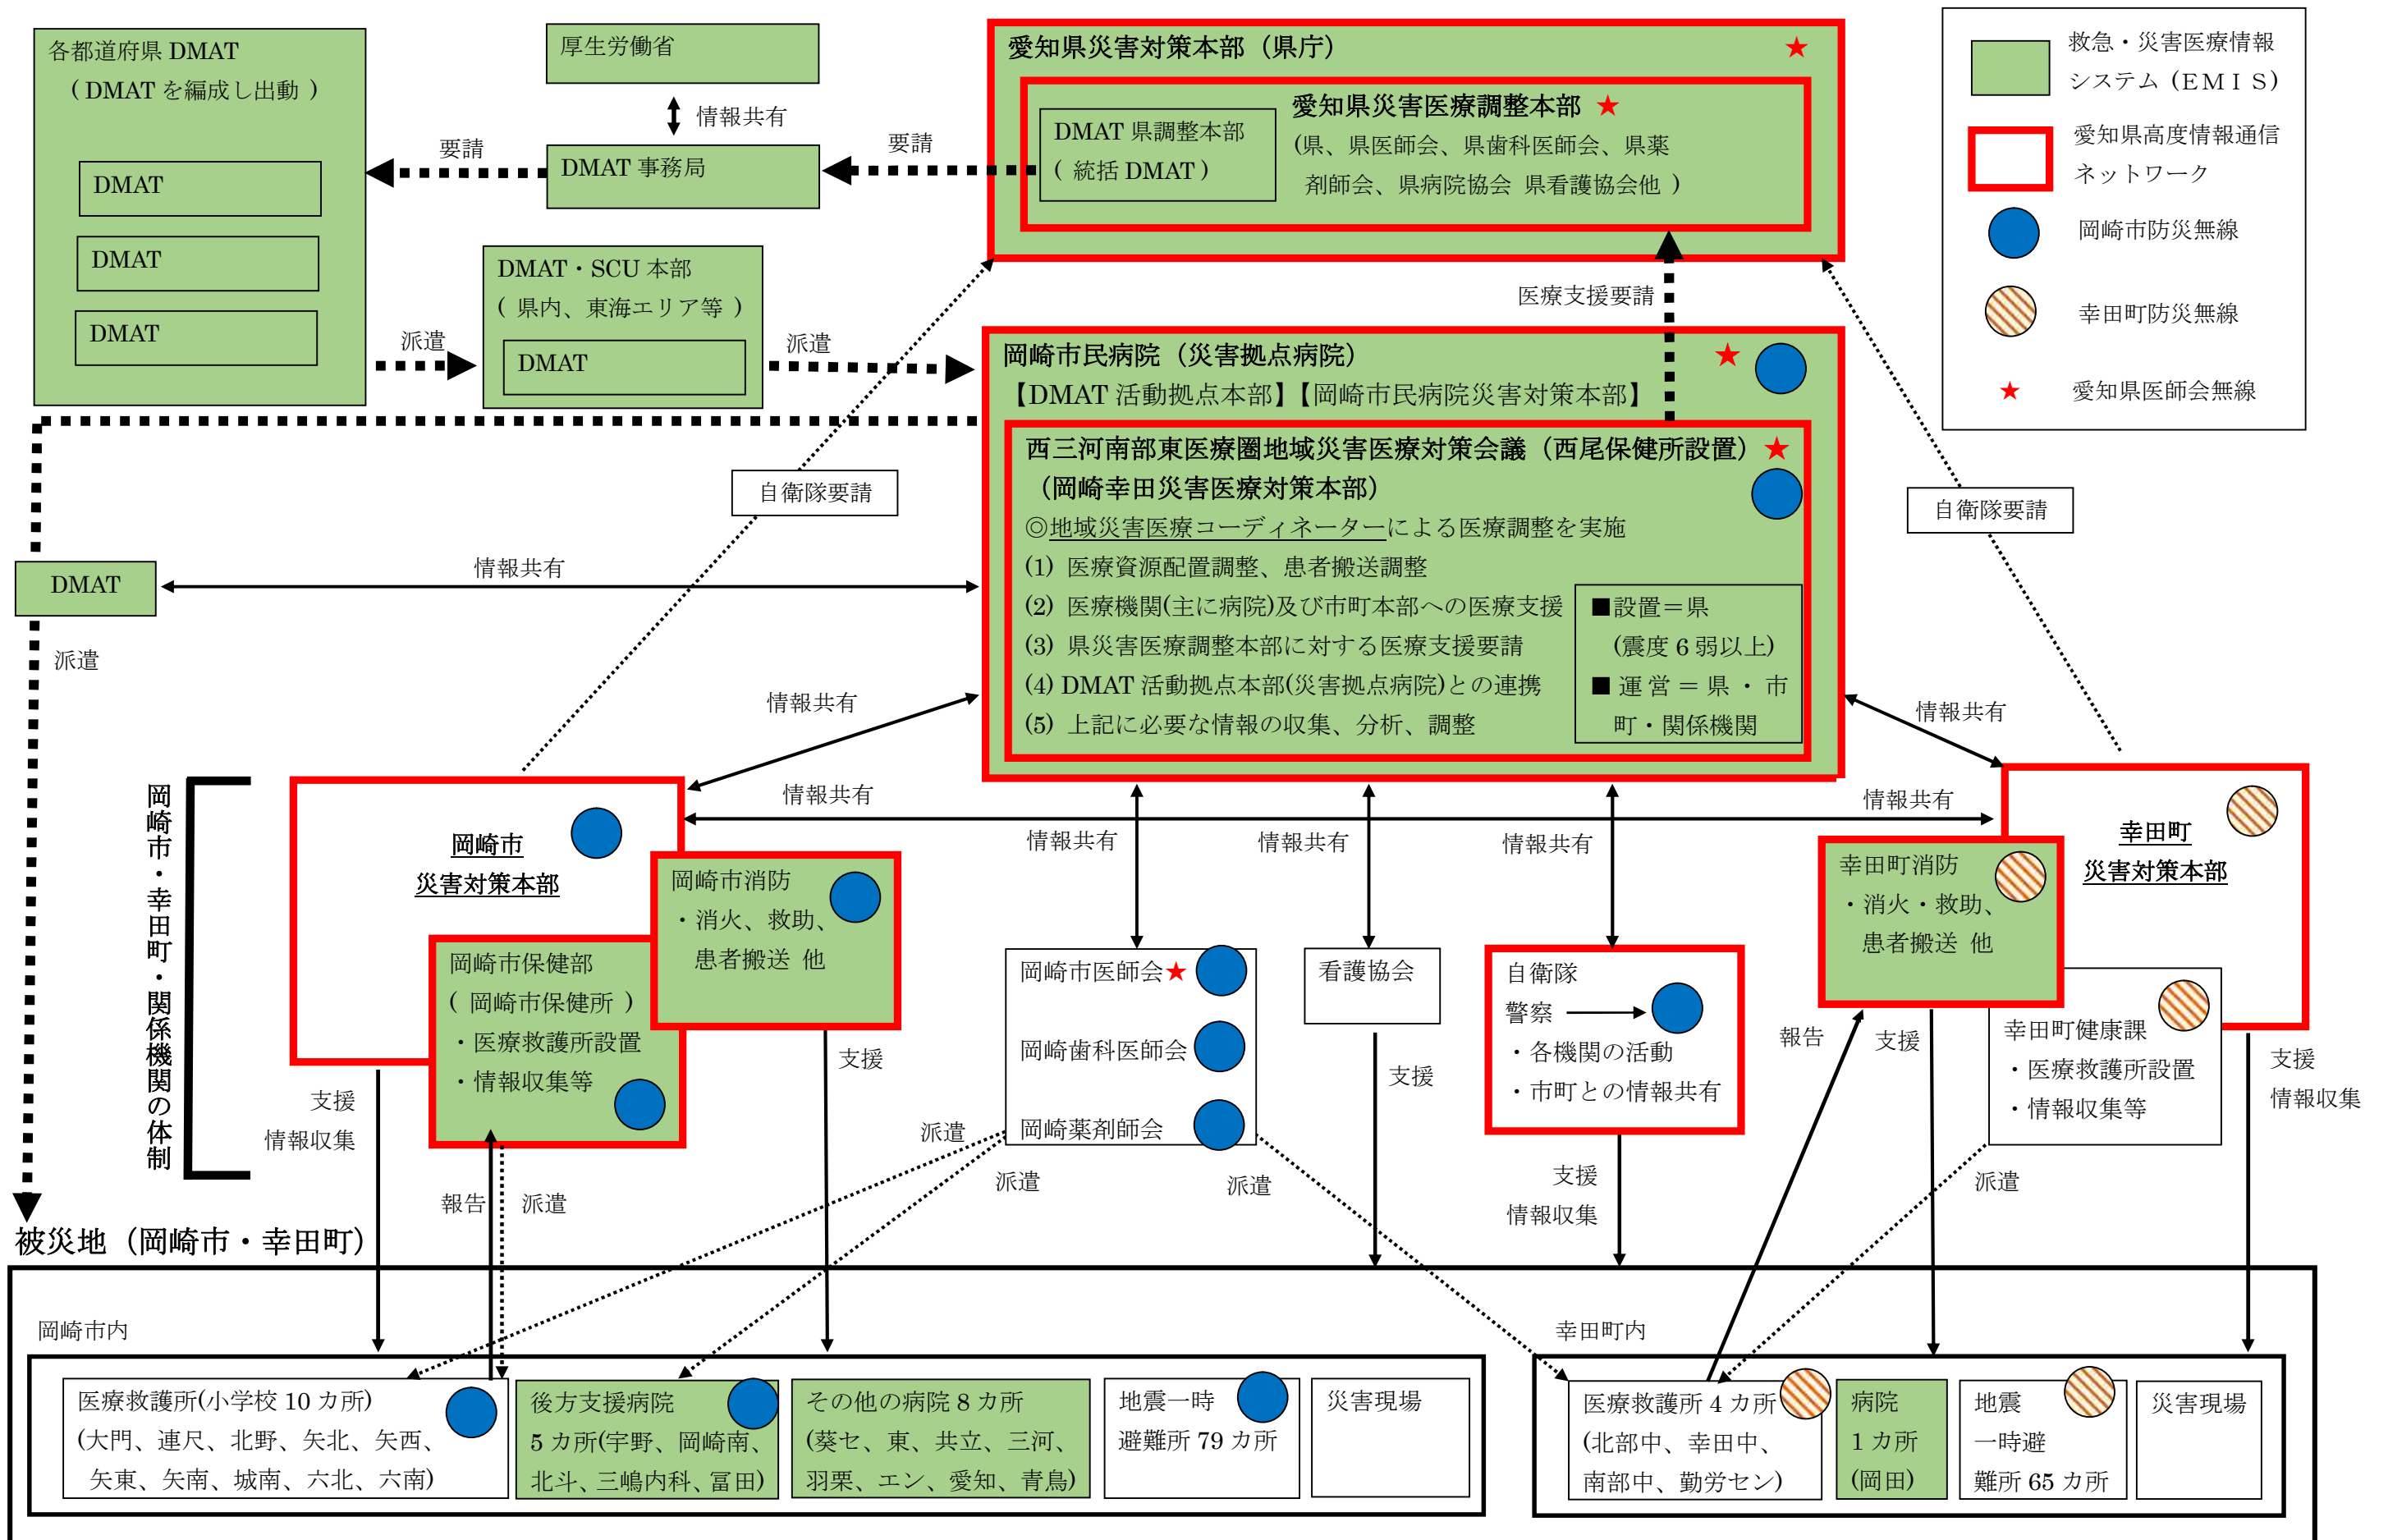 各都道府県 DMAT
( DMAT を編成し出動 )
DMAT
DMAT
DMAT
要請
厚生労働省
情報共有
DMAT 事務局
要請
派遣
DMAT・SCU 本部
( 県内、東海エリア等 )
DMAT
派遣
愛知県災害対策本部（県庁） ★
DMAT 県調整本部
( 統括 DMAT )
愛知県災害医療調整本部 ★
(県、県医師会、県歯科医師会、県薬
剤師会、県病院協会 県看護協会他 )
医療支援要請
救急・災害医療情報
システム (ＥＭＩＳ)
愛知県高度情報通信
ネットワーク
岡崎市防災無線
幸田町防災無線
★ 愛知県医師会無線
岡崎市民病院（災害拠点病院） ★
【DMAT 活動拠点本部】【岡崎市民病院災害対策本部】
西三河南部東医療圏地域災害医療対策会議（西尾保健所設置）★
（岡崎幸田災害医療対策本部）
◎地域災害医療コーディネーターによる医療調整を実施
(1) 医療資源配置調整、患者搬送調整
(2) 医療機関(主に病院)及び市町本部への医療支援
(3) 県災害医療調整本部に対する医療支援要請
(4) DMAT 活動拠点本部(災害拠点病院)との連携
(5) 上記に必要な情報の収集、分析、調整
■設置＝県
(震度 6 弱以上)
■ 運営＝県・市
町・関係機関
自衛隊要請
自衛隊要請
DMAT
情報共有
派遣
情報共有
情報共有
情報共有
情報共有
情報共有
情報共有
情報共有
岡崎市・幸田町・関係機関の体制
岡崎市
災害対策本部
岡崎市消防
・消火、救助、
患者搬送 他
岡崎市保健部
( 岡崎市保健所 )
・医療救護所設置
・情報収集等
岡崎市医師会★
岡崎歯科医師会
岡崎薬剤師会
看護協会
自衛隊
警察
・各機関の活動
・市町との情報共有
幸田町
災害対策本部
幸田町消防
・消火・救助、
患者搬送 他
幸田町健康課
・医療救護所設置
・情報収集等
支援
情報収集
報告
派遣
支援
派遣
派遣
派遣
支援
支援
情報収集
報告
支援
派遣
支援
情報収集
被災地（岡崎市・幸田町）
岡崎市内
医療救護所(小学校 10 カ所)
(大門、連尺、北野、矢北、矢西、
矢東、矢南、城南、六北、六南)
後方支援病院
5 カ所(宇野、岡崎南、
北斗、三嶋内科、冨田)
その他の病院 8 カ所
(葵セ、東、共立、三河、
羽栗、エン、愛知、青鳥)
地震一時
避難所 79 カ所
災害現場
幸田町内
医療救護所 4 カ所
(北部中、幸田中、
南部中、勤労セン)
病院
1 カ所
(岡田)
地震
一時避
難所 65 カ所
災害現場